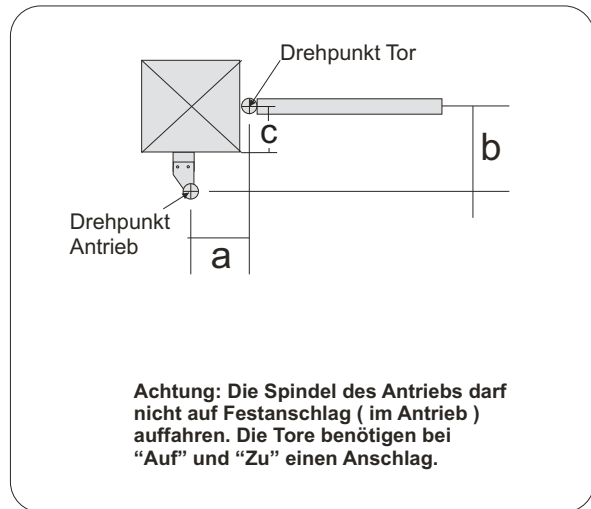 Drehpunkt Tor
c
b
Drehpunkt
Antrieb
a
Achtung: Die Spindel des Antriebs darf
nicht auf Festanschlag ( im Antrieb )
auffahren. Die Tore benötigen bei
“Auf” und “Zu” einen Anschlag.